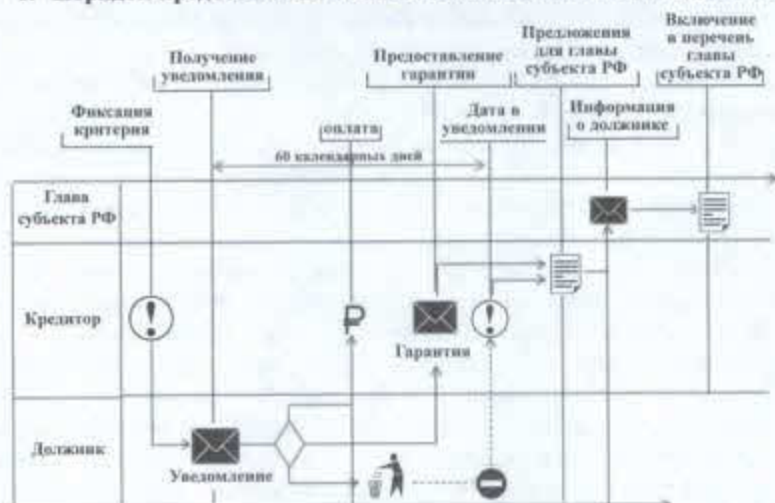 Получение
уведомления
Предоставление
гарантии
Предложения
для главы
субъекта РФ
Включение
в перечень
главы
субъекта РФ
Фиксация
критерия
оплата
Дата в
уведомлении
Информация
о должнике
60 календарных дней
Глава
субъекта РФ
Кредитор
Гарантия
Должник
Уведомление